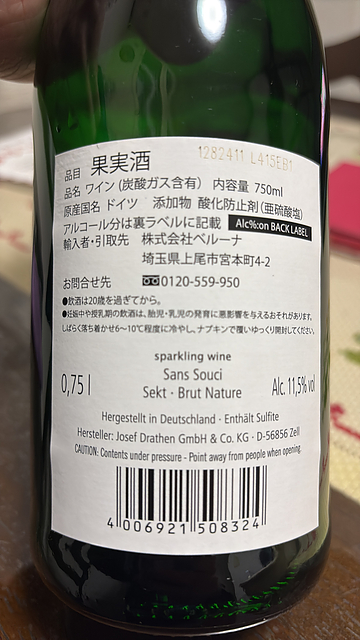 1282411 L415EB1
品目 果実酒
品名 ワイン(炭酸ガス含有) 内容量 750ml
原産国名 ドイツ 添加物 酸化防止剤(亜硫酸塩)
アルコール分は裏ラベルに記載 Alc%:on BACK LABEL
輸入者・引取先 株式会社ベルーナ
埼玉県上尾市宮本町4-2
お問合せ先 0120-559-950
●飲酒は20歳を過ぎてから。
●妊娠中や授乳期の飲酒は、胎児・乳児の発育に悪影響を与えるおそれがあります。
しばらく落ち着かせ6~10℃程度に冷やし、ナプキンで覆いゆっくり開封してください。
sparkling wine
Sans Souci
0,75 l Sekt · Brut Nature Alc. 11,5% vol
Hergestellt in Deutschland · Enthält Sulfite
Hersteller: Josef Drathen GmbH & Co. KG · D-56856 Zell
CAUTION: Contents under pressure - Point away from people when opening.
4 006921 508324